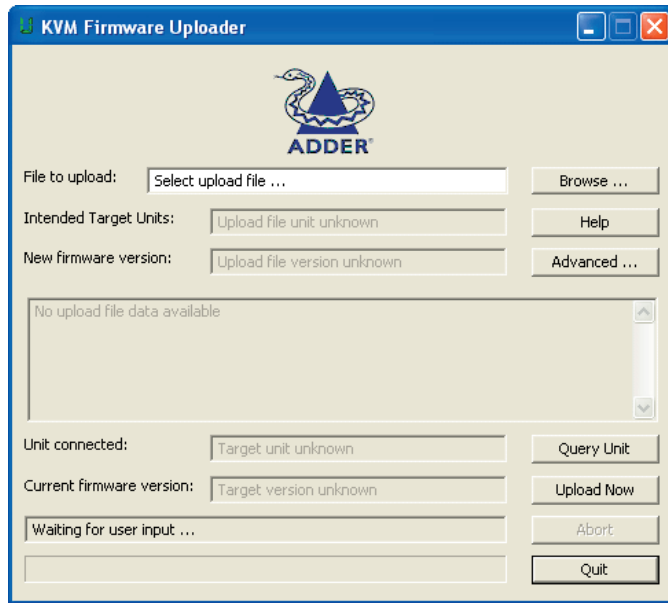 KVM Firmware Uploader
ADDER®
File to upload: Select upload file ... Browse ...
Intended Target Units: Upload file unit unknown Help
New firmware version: Upload file version unknown Advanced ...
No upload file data available
Unit connected: Target unit unknown Query Unit
Current firmware version: Target version unknown Upload Now
Waiting for user input ... Abort
Quit